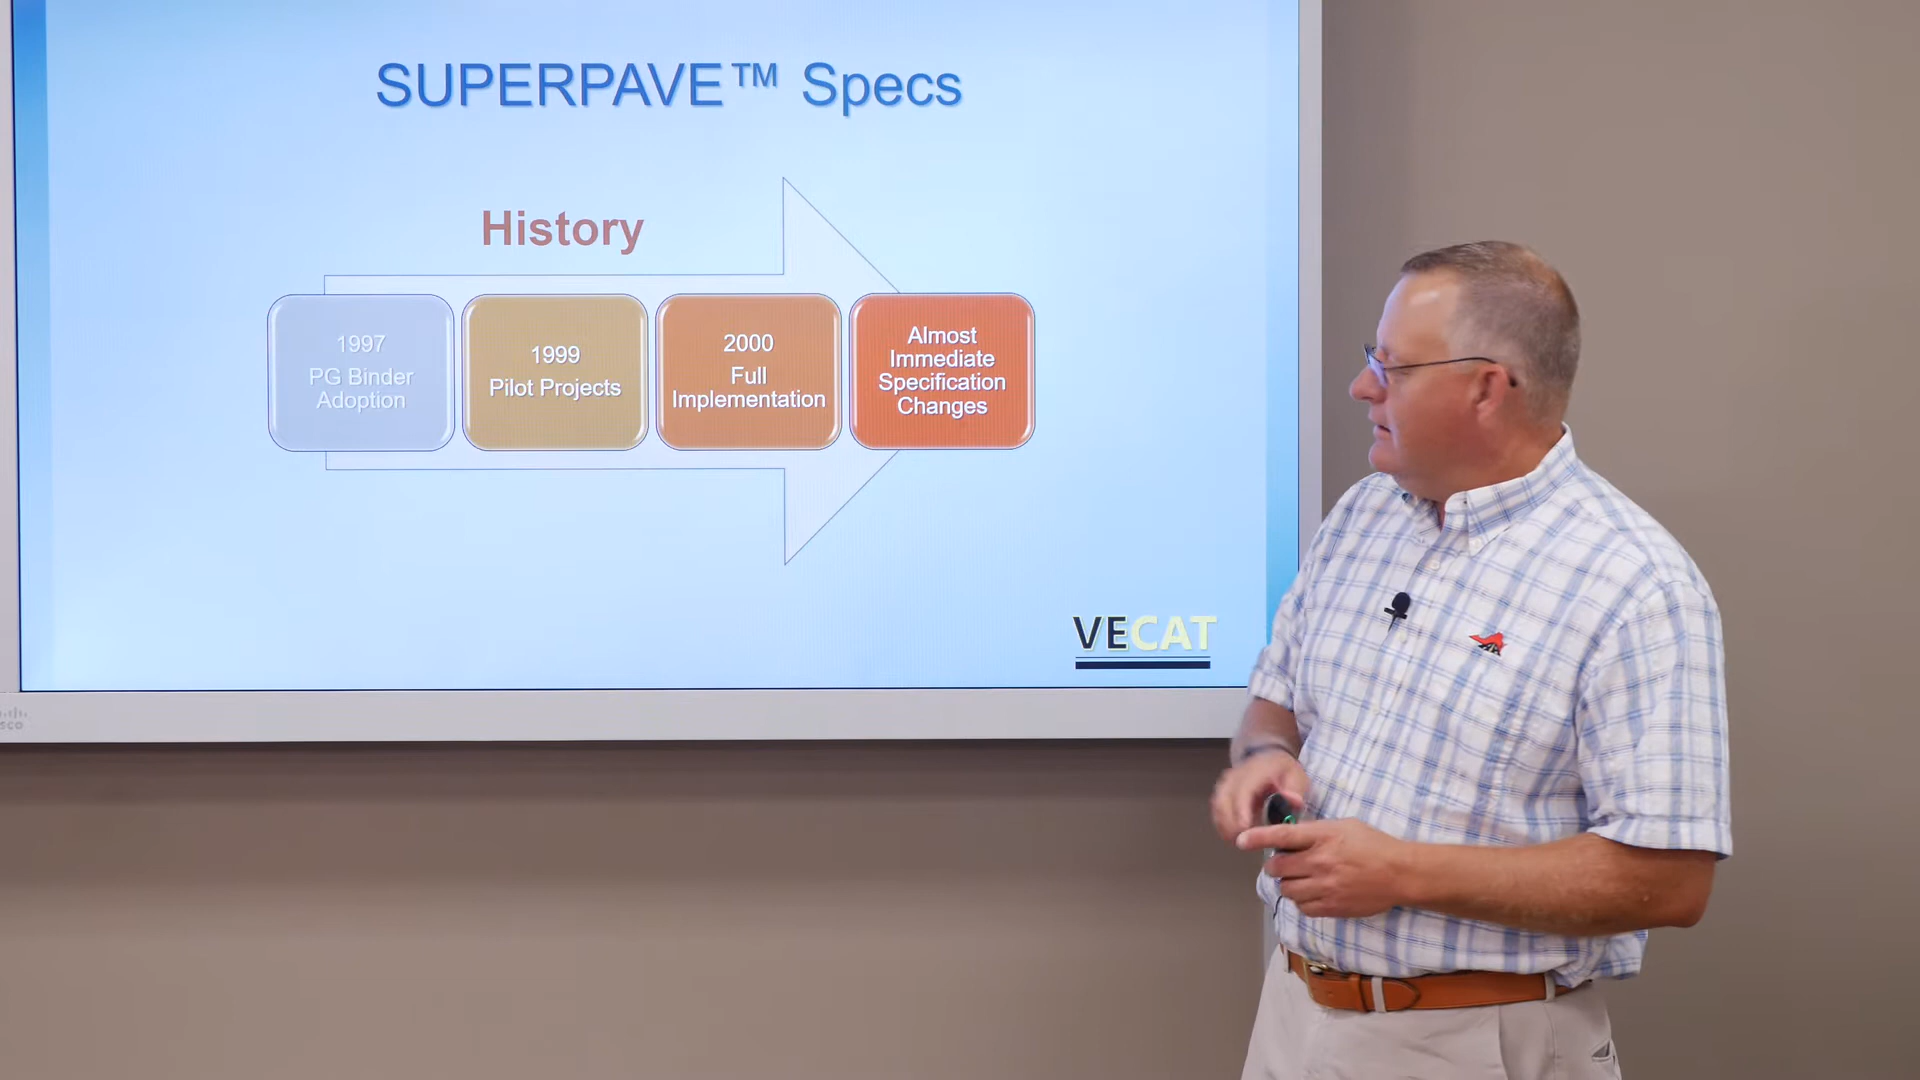 SUPERPAVE™ Specs
History
1997
PG Binder
Adoption
1999
Pilot Projects
2000
Full
Implementation
Almost
Immediate
Specification
Changes
VECAT